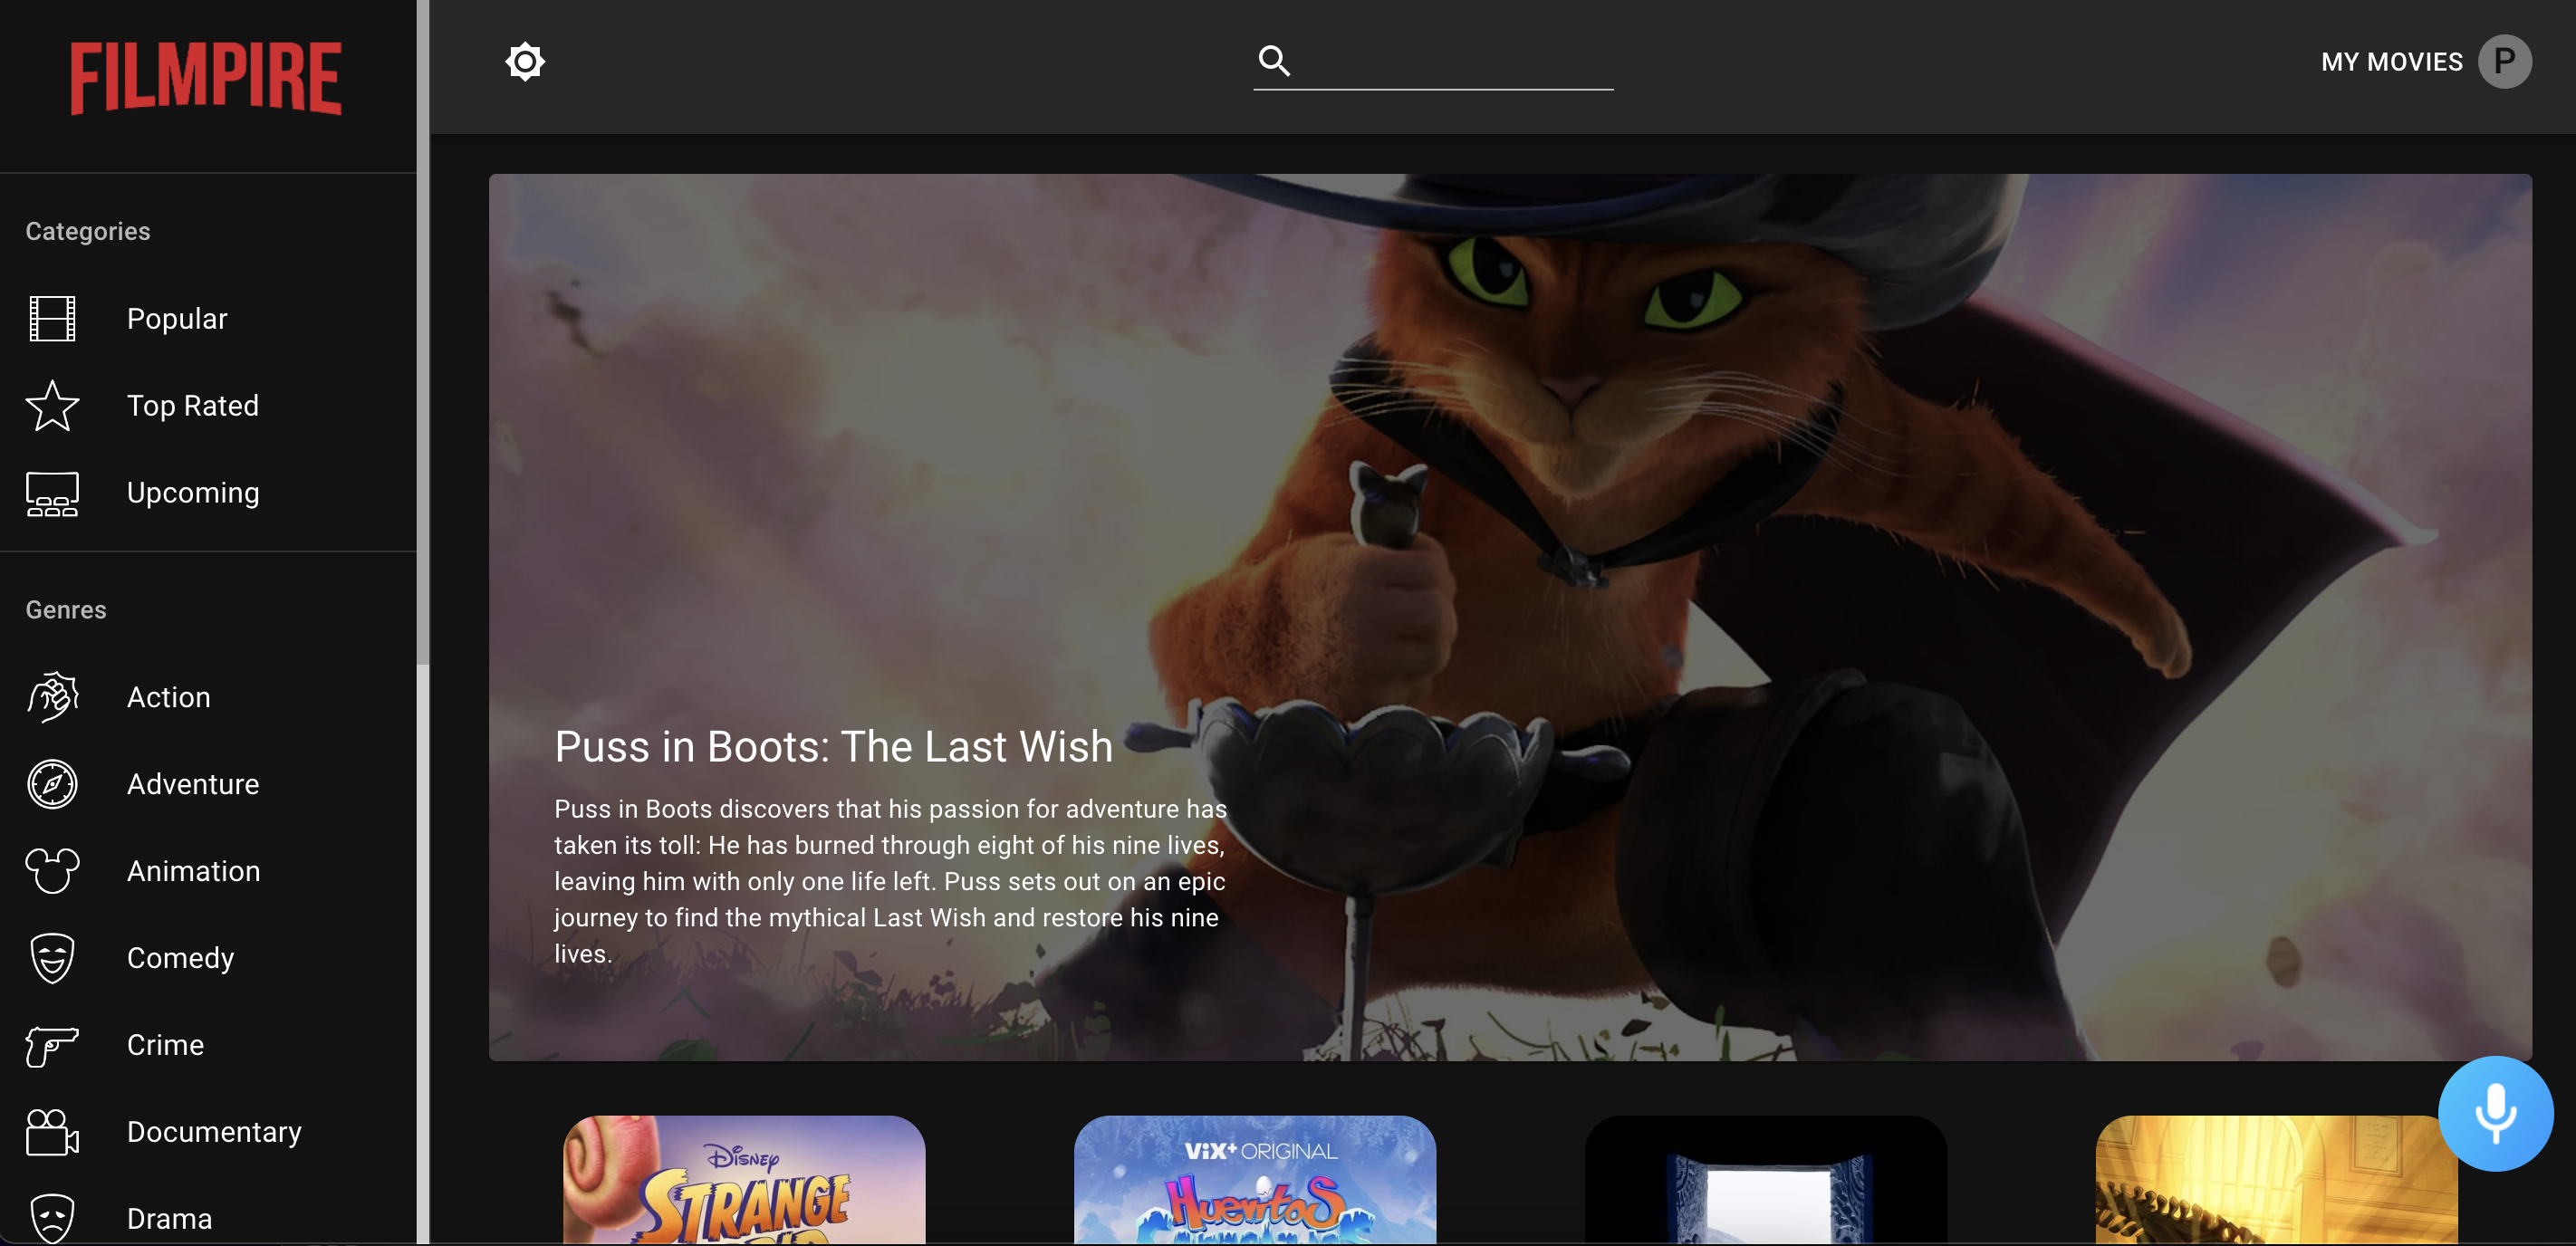 FILMPIRE
MY MOVIES P
Categories
Popular
Top Rated
Upcoming
Genres
Action
Adventure
Animation
Comedy
Crime
Documentary
Drama
Puss in Boots: The Last Wish
Puss in Boots discovers that his passion for adventure has
taken its toll: He has burned through eight of his nine lives,
leaving him with only one life left. Puss sets out on an epic
journey to find the mythical Last Wish and restore his nine
lives.
Disney
STRANGE
ViX+ ORIGINAL
Huevitos